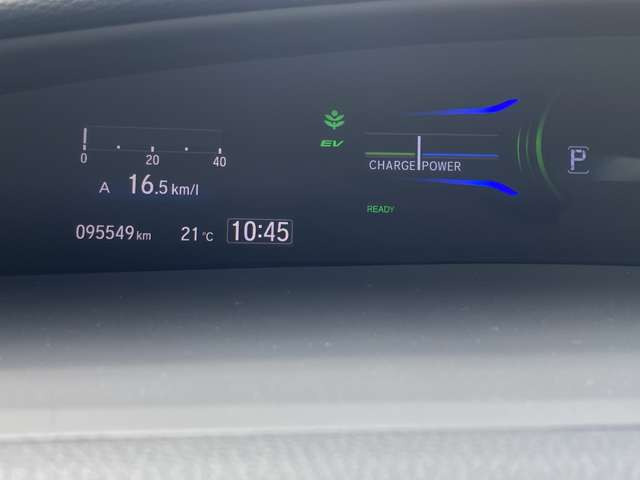 0 20 40
A 16.5 km/l
095549 km 21 °C 10:45
EV
CHARGE POWER
READY
P